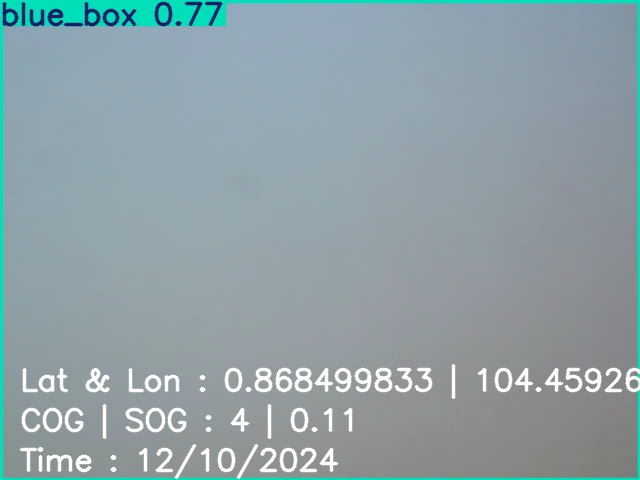 blue_box 0.77
Lat & Lon : 0.868499833 | 104.45926
COG | SOG : 4 | 0.11
Time : 12/10/2024